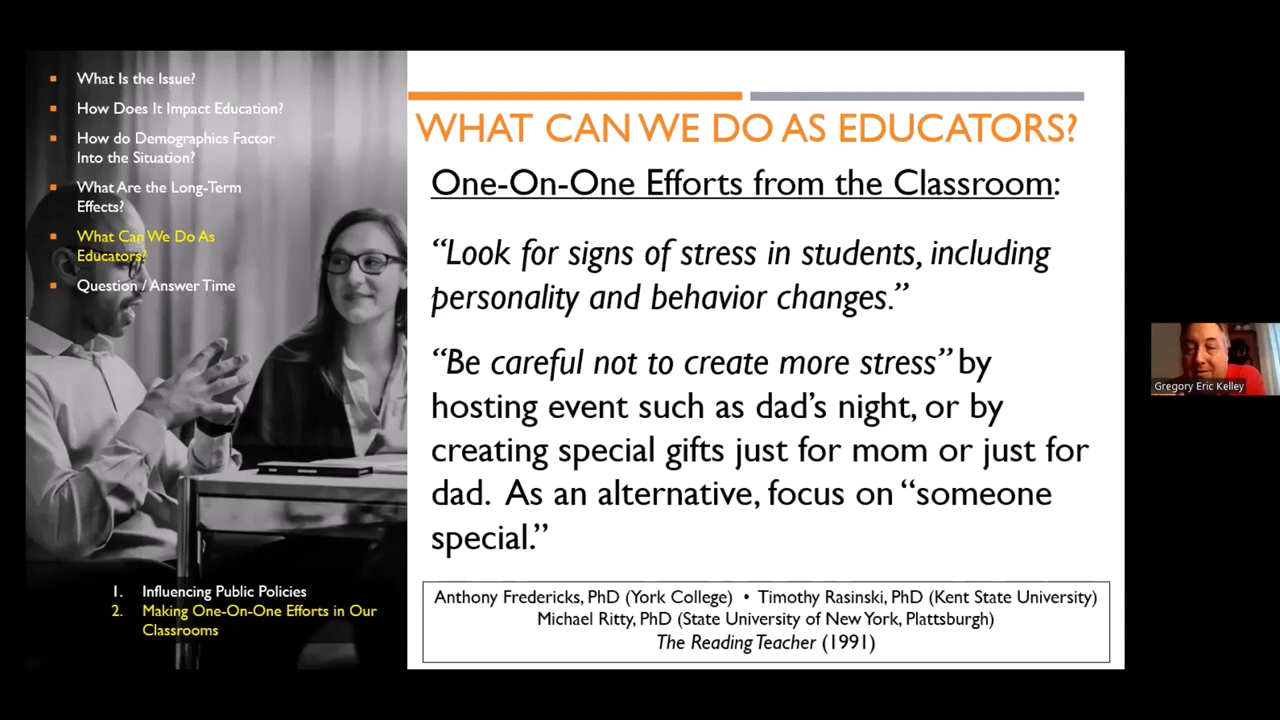 What Is the Issue?
How Does It Impact Education?
How do Demographics Factor
Into the Situation?
What Are the Long-Term
Effects?
What Can We Do As
Educators?
Question / Answer Time
1. Influencing Public Policies
2. Making One-On-One Efforts in Our
Classrooms
WHAT CAN WE DO AS EDUCATORS?
One-On-One Efforts from the Classroom:
“Look for signs of stress in students, including
personality and behavior changes.”
“Be careful not to create more stress” by
hosting event such as dad’s night, or by
creating special gifts just for mom or just for
dad. As an alternative, focus on “someone
special.”
Anthony Fredericks, PhD (York College) • Timothy Rasinski, PhD (Kent State University)
Michael Ritty, PhD (State University of New York, Plattsburgh)
The Reading Teacher (1991)
Gregory Eric Kelley